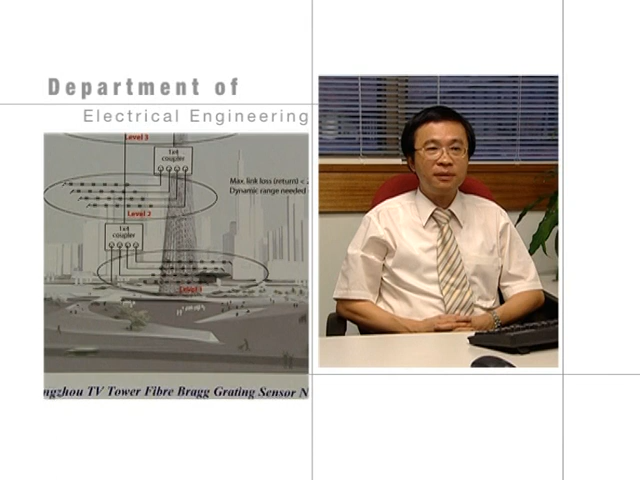 Department of
Electrical Engineering
Level 3
1x4
coupler
Max. link loss (return) <
Dynamic range needed
Level 2
1x4
coupler
Level 1
ngzhou TV Tower Fibre Bragg Grating Sensor N